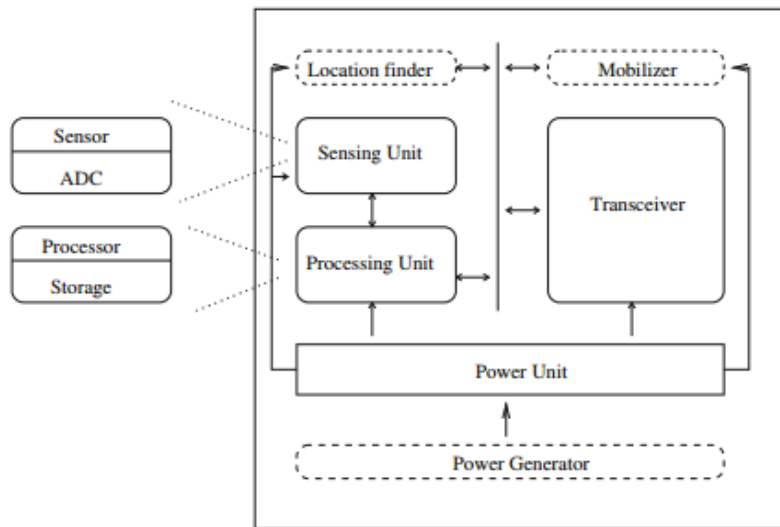 Location finder
Mobilizer
Sensor
ADC
Sensing Unit
Transceiver
Processor
Storage
Processing Unit
Power Unit
Power Generator